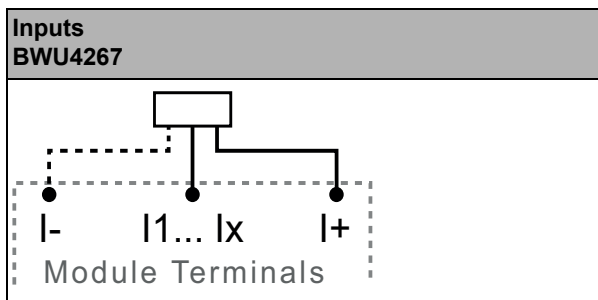 Inputs
BWU4267
I- I1... Ix I+
Module Terminals